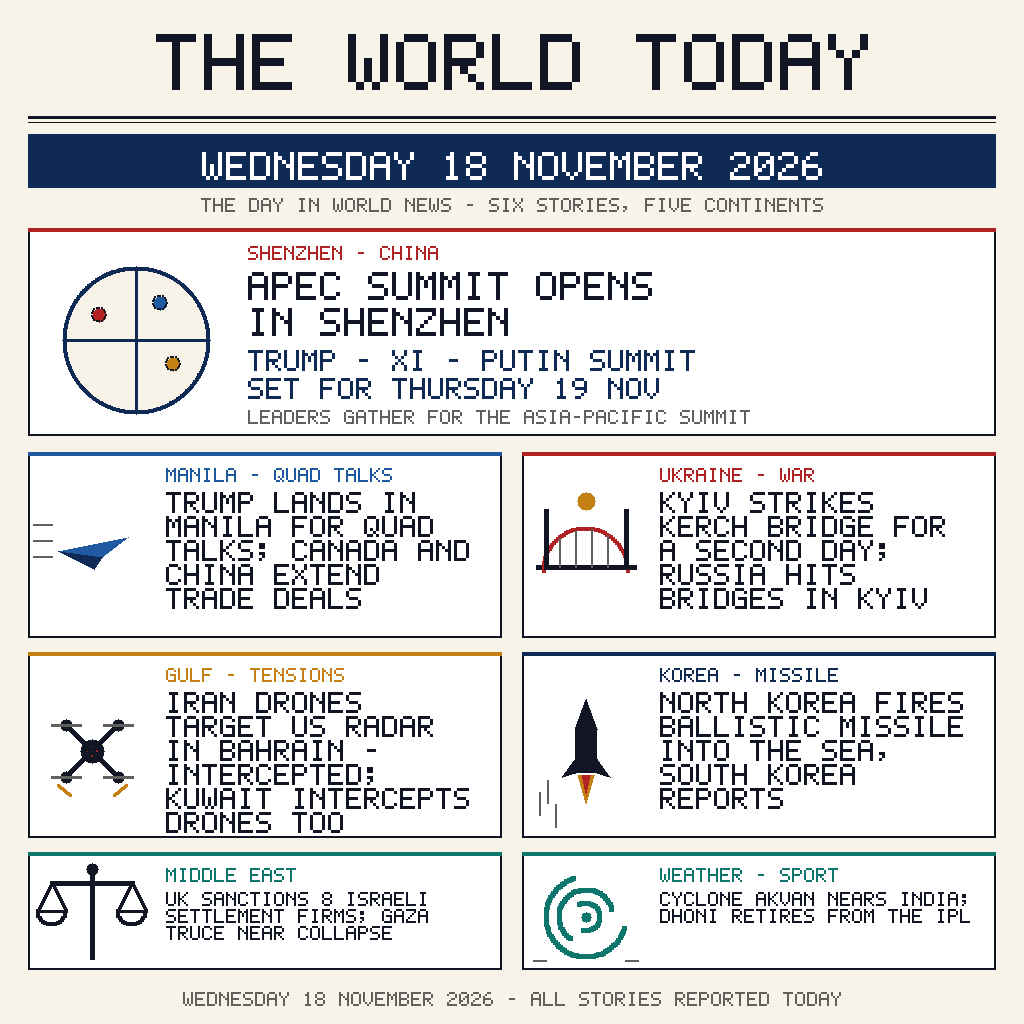 THE WORLD TODAY
WEDNESDAY 18 NOVEMBER 2026
THE DAY IN WORLD NEWS - SIX STORIES, FIVE CONTINENTS
SHENZHEN - CHINA
APEC SUMMIT OPENS
IN SHENZHEN
TRUMP - XI - PUTIN SUMMIT
SET FOR THURSDAY 19 NOV
LEADERS GATHER FOR THE ASIA-PACIFIC SUMMIT
MANILA - QUAD TALKS
TRUMP LANDS IN
MANILA FOR QUAD
TALKS; CANADA AND
CHINA EXTEND
TRADE DEALS
UKRAINE - WAR
KYIV STRIKES
KERCH BRIDGE FOR
A SECOND DAY;
RUSSIA HITS
BRIDGES IN KYIV
GULF - TENSIONS
IRAN DRONES
TARGET US RADAR
IN BAHRAIN -
INTERCEPTED;
KUWAIT INTERCEPTS
DRONES TOO
KOREA - MISSILE
NORTH KOREA FIRES
BALLISTIC MISSILE
INTO THE SEA,
SOUTH KOREA
REPORTS
MIDDLE EAST
UK SANCTIONS 8 ISRAELI
SETTLEMENT FIRMS; GAZA
TRUCE NEAR COLLAPSE
WEATHER - SPORT
CYCLONE AKVAN NEARS INDIA;
DHONI RETIRES FROM THE IPL
WEDNESDAY 18 NOVEMBER 2026 - ALL STORIES REPORTED TODAY